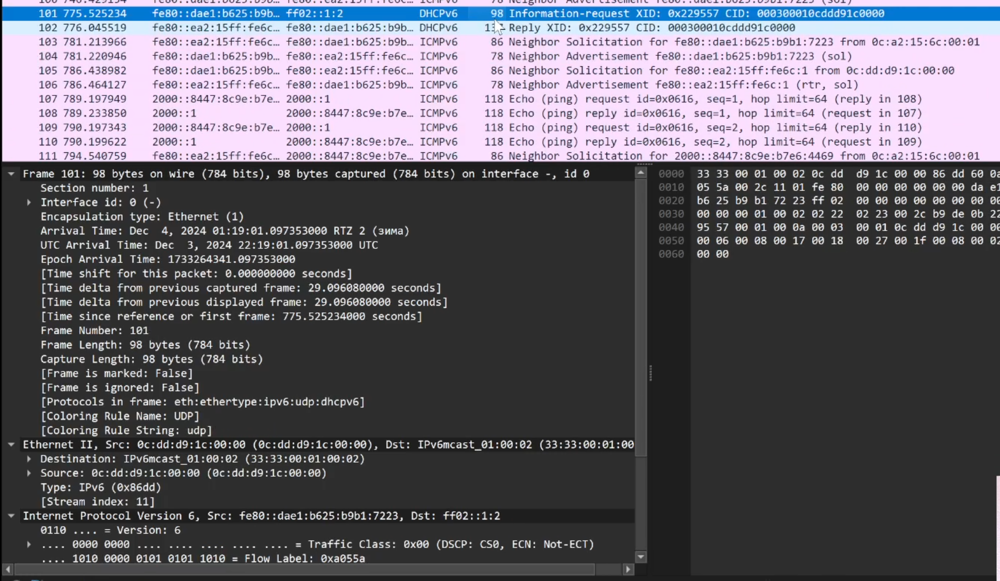 101 775.525234 fe80::dae1:b625:b9b… ff02::1:2 DHCPv6 98 Information-request XID: 0x229557 CID: 000300010cddd91c0000
102 776.045519 fe80::ea2:15ff:fe6c… fe80::dae1:b625:b9b… DHCPv6 Reply XID: 0x229557 CID: 000300010cddd91c0000
103 781.213966 fe80::ea2:15ff:fe6c… fe80::dae1:b625:b9b… ICMPv6 86 Neighbor Solicitation for fe80::dae1:b625:b9b1:7223 from 0c:a2:15:6c:00:01
104 781.220946 fe80::dae1:b625:b9b… fe80::ea2:15ff:fe6c… ICMPv6 78 Neighbor Advertisement fe80::dae1:b625:b9b1:7223 (sol)
105 786.438982 fe80::dae1:b625:b9b… fe80::ea2:15ff:fe6c… ICMPv6 86 Neighbor Solicitation for fe80::ea2:15ff:fe6c:1 from 0c:dd:d9:1c:00:00
106 786.464127 fe80::ea2:15ff:fe6c… fe80::dae1:b625:b9b… ICMPv6 78 Neighbor Advertisement fe80::ea2:15ff:fe6c:1 (rtr, sol)
107 789.197949 2000::8447:8c9e:b7e… 2000::1 ICMPv6 118 Echo (ping) request id=0x0616, seq=1, hop limit=64 (reply in 108)
108 789.233850 2000::1 2000::8447:8c9e:b7e… ICMPv6 118 Echo (ping) reply id=0x0616, seq=1, hop limit=64 (request in 107)
109 790.197343 2000::8447:8c9e:b7e… 2000::1 ICMPv6 118 Echo (ping) request id=0x0616, seq=2, hop limit=64 (reply in 110)
110 790.199622 2000::1 2000::8447:8c9e:b7e… ICMPv6 118 Echo (ping) reply id=0x0616, seq=2, hop limit=64 (request in 109)
111 794.540759 fe80::ea2:15ff:fe6c… 2000::8447:8c9e:b7e… ICMPv6 86 Neighbor Solicitation for 2000::8447:8c9e:b7e6:4469 from 0c:a2:15:6c:00:01
Frame 101: 98 bytes on wire (784 bits), 98 bytes captured (784 bits) on interface -, id 0
Section number: 1
Interface id: 0 (-)
Encapsulation type: Ethernet (1)
Arrival Time: Dec  4, 2024 01:19:01.097353000 RTZ 2 (зима)
UTC Arrival Time: Dec  3, 2024 22:19:01.097353000 UTC
Epoch Arrival Time: 1733264341.097353000
[Time shift for this packet: 0.000000000 seconds]
[Time delta from previous captured frame: 29.096080000 seconds]
[Time delta from previous displayed frame: 29.096080000 seconds]
[Time since reference or first frame: 775.525234000 seconds]
Frame Number: 101
Frame Length: 98 bytes (784 bits)
Capture Length: 98 bytes (784 bits)
[Frame is marked: False]
[Frame is ignored: False]
[Protocols in frame: eth:ethertype:ipv6:udp:dhcpv6]
[Coloring Rule Name: UDP]
[Coloring Rule String: udp]
Ethernet II, Src: 0c:dd:d9:1c:00:00 (0c:dd:d9:1c:00:00), Dst: IPv6mcast_01:00:02 (33:33:00:01:00
Destination: IPv6mcast_01:00:02 (33:33:00:01:00:02)
Source: 0c:dd:d9:1c:00:00 (0c:dd:d9:1c:00:00)
Type: IPv6 (0x86dd)
[Stream index: 11]
Internet Protocol Version 6, Src: fe80::dae1:b625:b9b1:7223, Dst: ff02::1:2
0110 .... = Version: 6
.... 0000 0000 .... .... .... .... .... = Traffic Class: 0x00 (DSCP: CS0, ECN: Not-ECT)
.... 1010 0000 0101 0101 1010 = Flow Label: 0xa055a
0000 33 33 00 01 00 02 0c dd d9 1c 00 00 86 dd 60 0a
0010 05 5a 00 2c 11 01 fe 80 00 00 00 00 00 00 da e1
0020 b6 25 b9 b1 72 23 ff 02 00 00 00 00 00 00 00 00
0030 00 00 00 01 00 02 02 22 02 23 00 2c b9 de 0b 22
0040 95 57 00 01 00 0a 00 03 00 01 0c dd d9 1c 00 00
0050 00 06 00 08 00 17 00 18 00 27 00 1f 00 08 00 02
0060 00 00